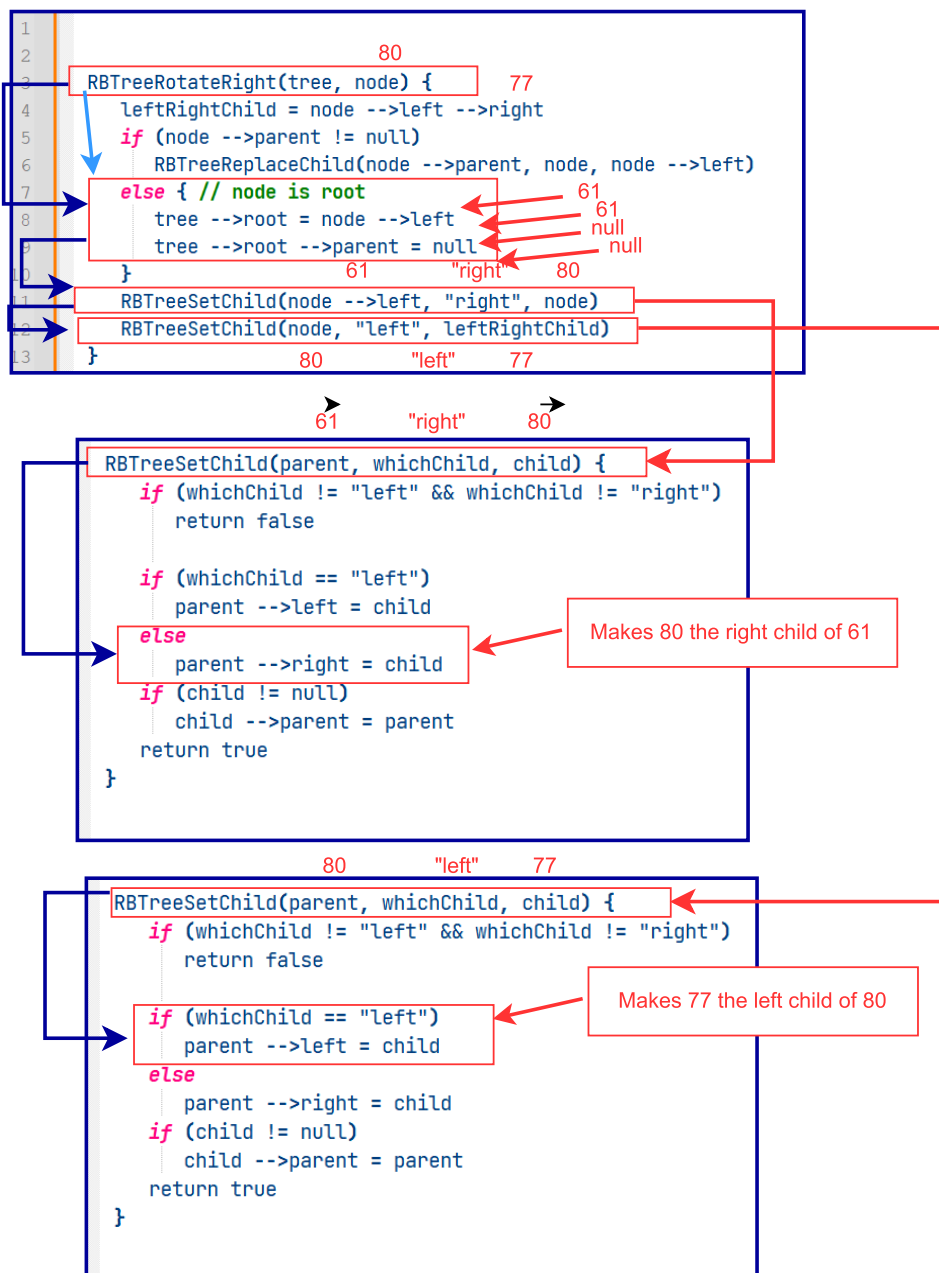 1
2
80
3 RBTreeRotateRight(tree, node) { 77
4 leftRightChild = node -->left -->right
5 if (node -->parent != null)
6 RBTreeReplaceChild(node -->parent, node, node -->left)
7 else { // node is root 61
8 tree -->root = node -->left 61
null
9 tree -->root -->parent = null null
10 } 61 "right" 80
11 RBTreeSetChild(node -->left, "right", node)
12 RBTreeSetChild(node, "left", leftRightChild)
13 } 80 "left" 77
61 "right" 80
RBTreeSetChild(parent, whichChild, child) {
if (whichChild != "left" && whichChild != "right")
return false
if (whichChild == "left")
parent -->left = child
else
Makes 80 the right child of 61
parent -->right = child
if (child != null)
child -->parent = parent
return true
}
80 "left" 77
RBTreeSetChild(parent, whichChild, child) {
if (whichChild != "left" && whichChild != "right")
return false
Makes 77 the left child of 80
if (whichChild == "left")
parent -->left = child
else
parent -->right = child
if (child != null)
child -->parent = parent
return true
}